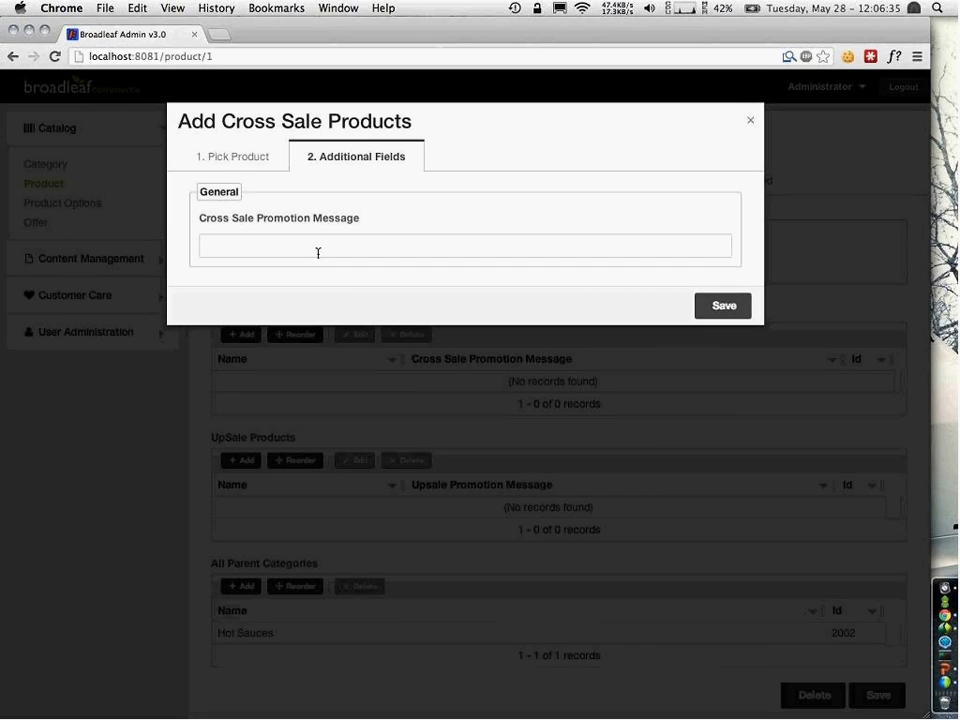 Chrome File Edit View History Bookmarks Window Help 47.4KB/s 17.3KB/s 42% Tuesday, May 28 - 12:06:35
Broadleaf Admin v3.0
localhost:8081/product/1 f?
broadleafcommerce Administrator Logout
Add Cross Sale Products ×
Catalog
1. Pick Product 2. Additional Fields
Category
Product
General
Product Options
Cross Sale Promotion Message
Offer
Content Management
Customer Care
Save
User Administration
+ Add + Reorder Edit × Delete
Name Cross Sale Promotion Message Id
(No records found)
1 - 0 of 0 records
UpSale Products
+ Add + Reorder Edit × Delete
Name Upsale Promotion Message Id
(No records found)
1 - 0 of 0 records
All Parent Categories
+ Add + Reorder × Delete
Name Id
Hot Sauces 2002
1 - 1 of 1 records
Delete Save